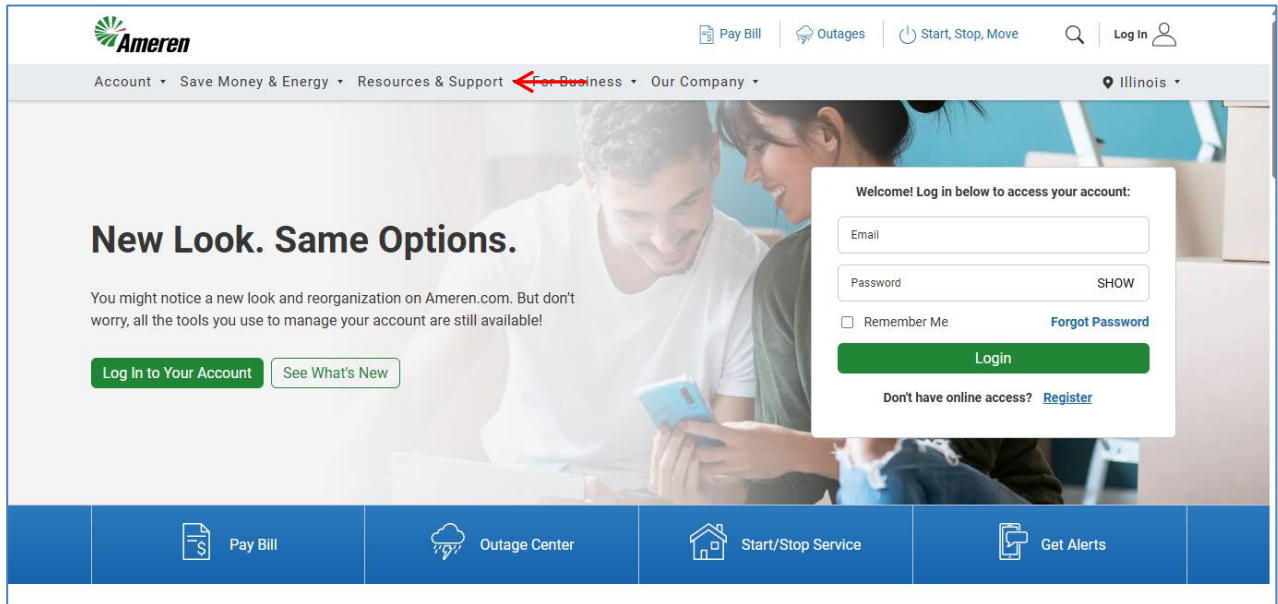 Ameren
Pay Bill Outages Start, Stop, Move Log In
Account Save Money & Energy Resources & Support For Business Our Company Illinois
Welcome! Log in below to access your account:
Email
New Look. Same Options.
Password SHOW
You might notice a new look and reorganization on Ameren.com. But don't
worry, all the tools you use to manage your account are still available!
Remember Me Forgot Password
Log In to Your Account See What's New
Login
Don't have online access? Register
Pay Bill Outage Center Start/Stop Service Get Alerts